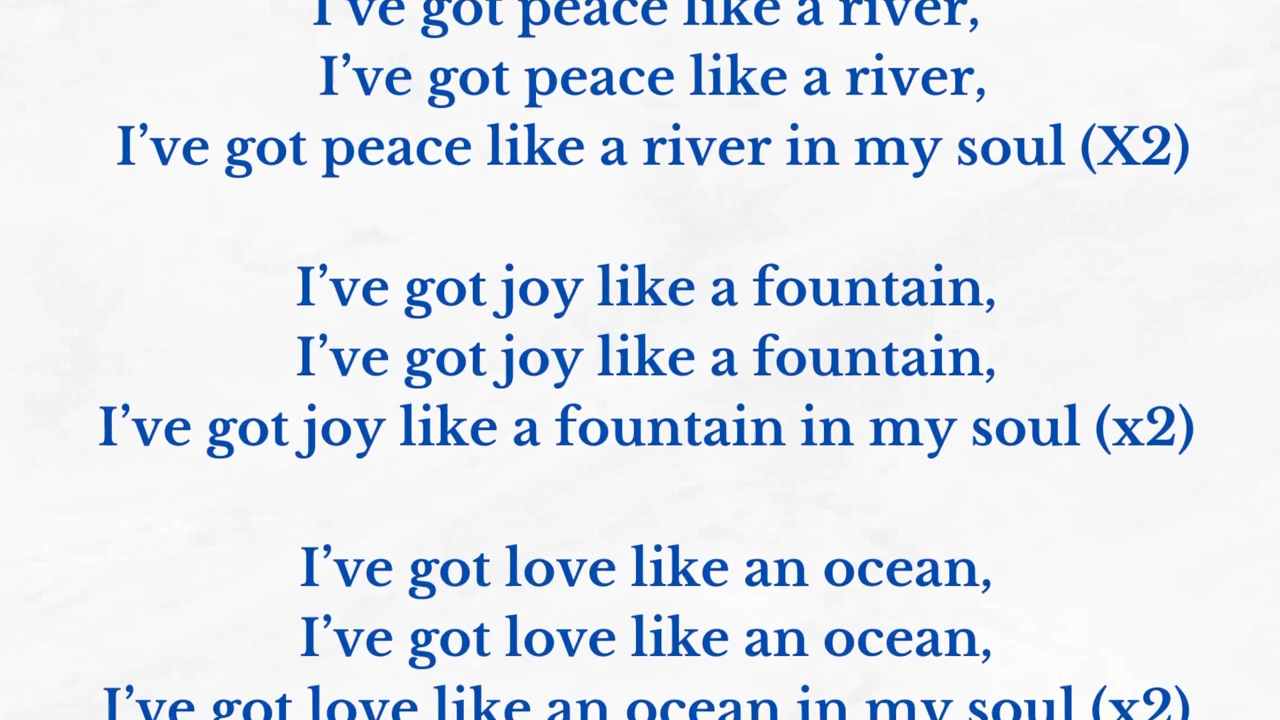 I’ve got peace like a river,
I’ve got peace like a river,
I’ve got peace like a river in my soul (X2)
I’ve got joy like a fountain,
I’ve got joy like a fountain,
I’ve got joy like a fountain in my soul (x2)
I’ve got love like an ocean,
I’ve got love like an ocean,
I’ve got love like an ocean in my soul (x2)